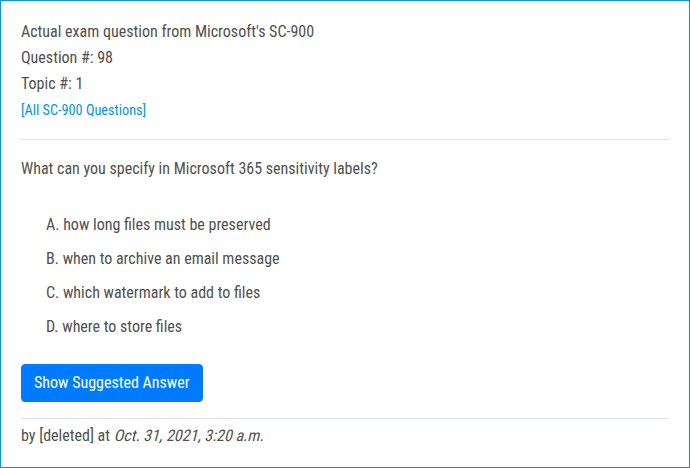 Actual exam question from Microsoft's SC-900
Question #: 98
Topic #: 1
[All SC-900 Questions]
What can you specify in Microsoft 365 sensitivity labels?
A. how long files must be preserved
B. when to archive an email message
C. which watermark to add to files
D. where to store files
Show Suggested Answer
by [deleted] at Oct. 31, 2021, 3:20 a.m.